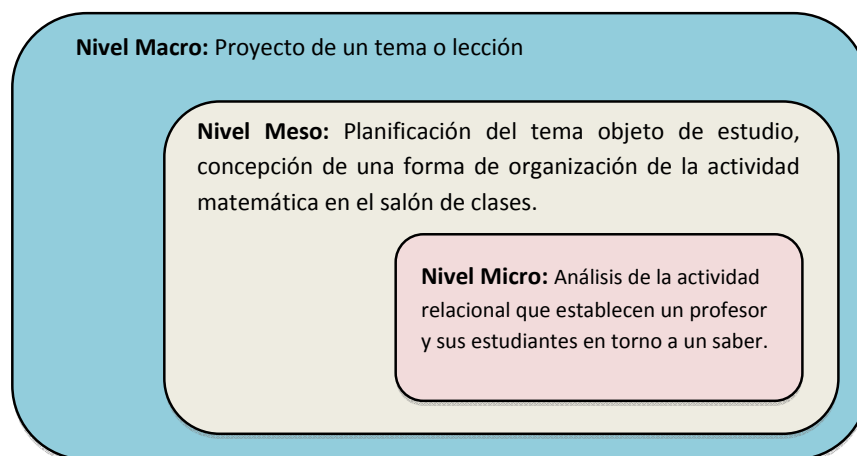 Nivel Macro: Proyecto de un tema o lección
Nivel Meso: Planificación del tema objeto de estudio,
concepción de una forma de organización de la actividad
matemática en el salón de clases.
Nivel Micro: Análisis de la actividad
relacional que establecen un profesor
y sus estudiantes en torno a un saber.